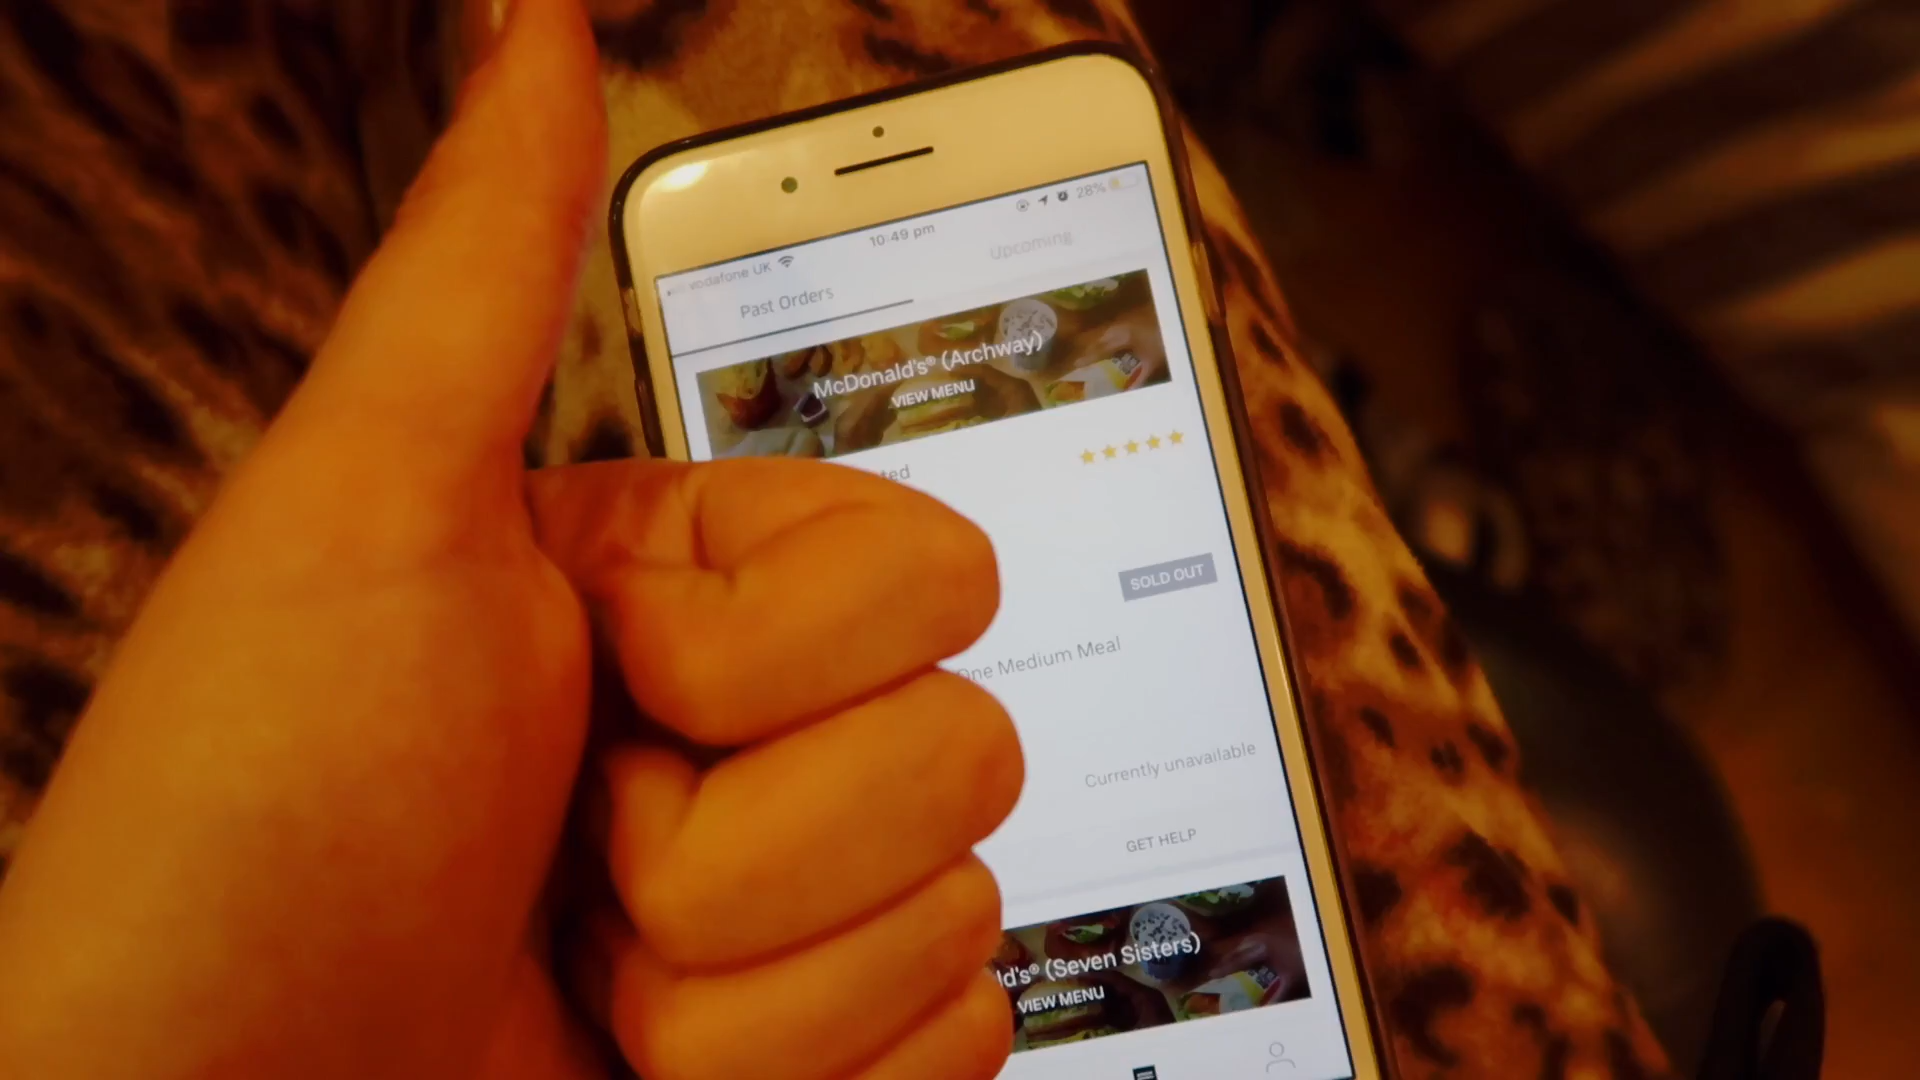 vodafone UK
10:49 pm
28%
Past Orders
Upcoming
McDonald's® (Archway)
VIEW MENU
ted
SOLD OUT
One Medium Meal
Currently unavailable
GET HELP
ld's® (Seven Sisters)
VIEW MENU